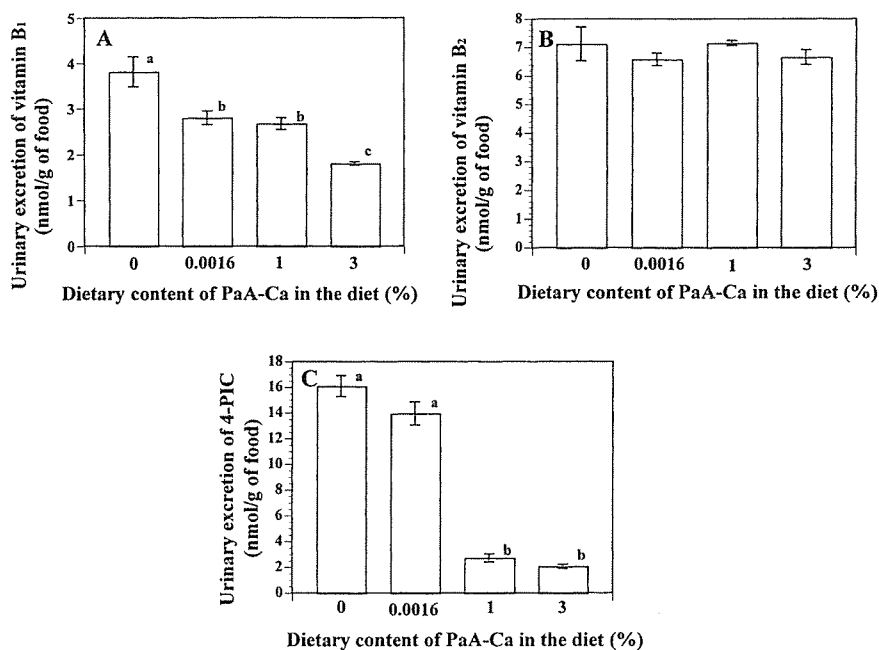 A
Urinary excretion of vitamin B1
(nmol/g of food)
5
4
3
2
1
0
a
b
b
c
0 0.0016 1 3
Dietary content of PaA-Ca in the diet (%)
B
Urinary excretion of vitamin B2
(nmol/g of food)
8
7
6
5
4
3
2
1
0
0 0.0016 1 3
Dietary content of PaA-Ca in the diet (%)
C
Urinary excretion of 4-PIC
(nmol/g of food)
18
16
14
12
10
8
6
4
2
0
a
a
b
b
0 0.0016 1 3
Dietary content of PaA-Ca in the diet (%)